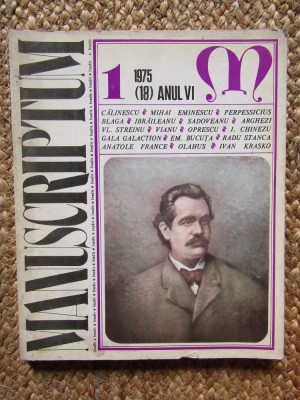 MANUSCRIPTUM
1
1975
(18) ANUL VI
M
CĂLINESCU MIHAI EMINESCU PERPESSICIUS
BLAGA IBRĂILEANU SADOVEANU ARGHEZI
VL. STREINU VIANU OPRESCU I. CHINEZU
GALA GALACTION EM. BUCUȚA RADU STANCA
ANATOLE FRANCE OLAHUS IVAN KRASKO